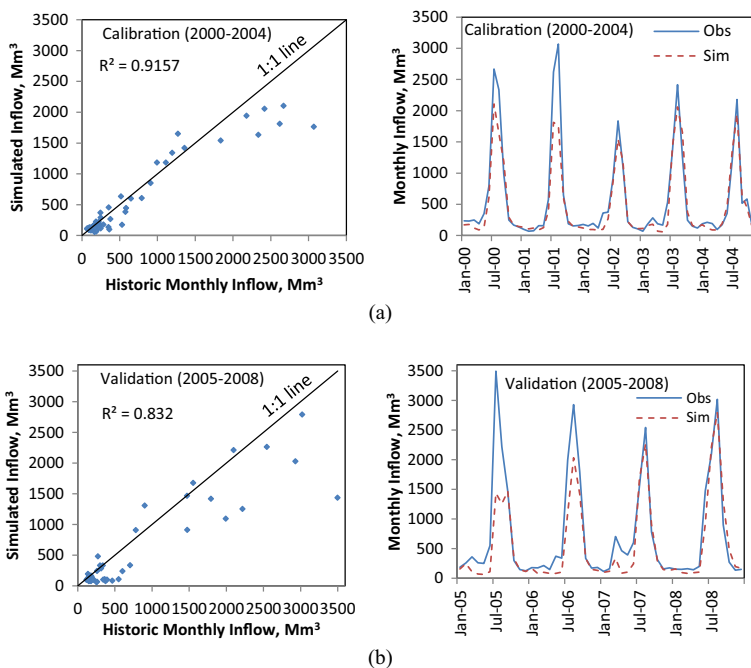 Calibration (2000-2004)
R² = 0.9157
1:1 line
Simulated Inflow, Mm³
3500
3000
2500
2000
1500
1000
500
0
0 500 1000 1500 2000 2500 3000 3500
Historic Monthly Inflow, Mm³
Calibration (2000-2004)
Obs
Sim
Monthly Inflow, Mm³
3500
3000
2500
2000
1500
1000
500
0
Jan-00 Jul-00 Jan-01 Jul-01 Jan-02 Jul-02 Jan-03 Jul-03 Jan-04 Jul-04
(a)
Validation (2005-2008)
R² = 0.832
1:1 line
Simulated Inflow, Mm³
3500
3000
2500
2000
1500
1000
500
0
0 500 1000 1500 2000 2500 3000 3500
Historic Monthly Inflow, Mm³
Validation (2005-2008)
Obs
Sim
Monthly Inflow, Mm³
3500
3000
2500
2000
1500
1000
500
0
Jan-05 Jul-05 Jan-06 Jul-06 Jan-07 Jul-07 Jan-08 Jul-08
(b)